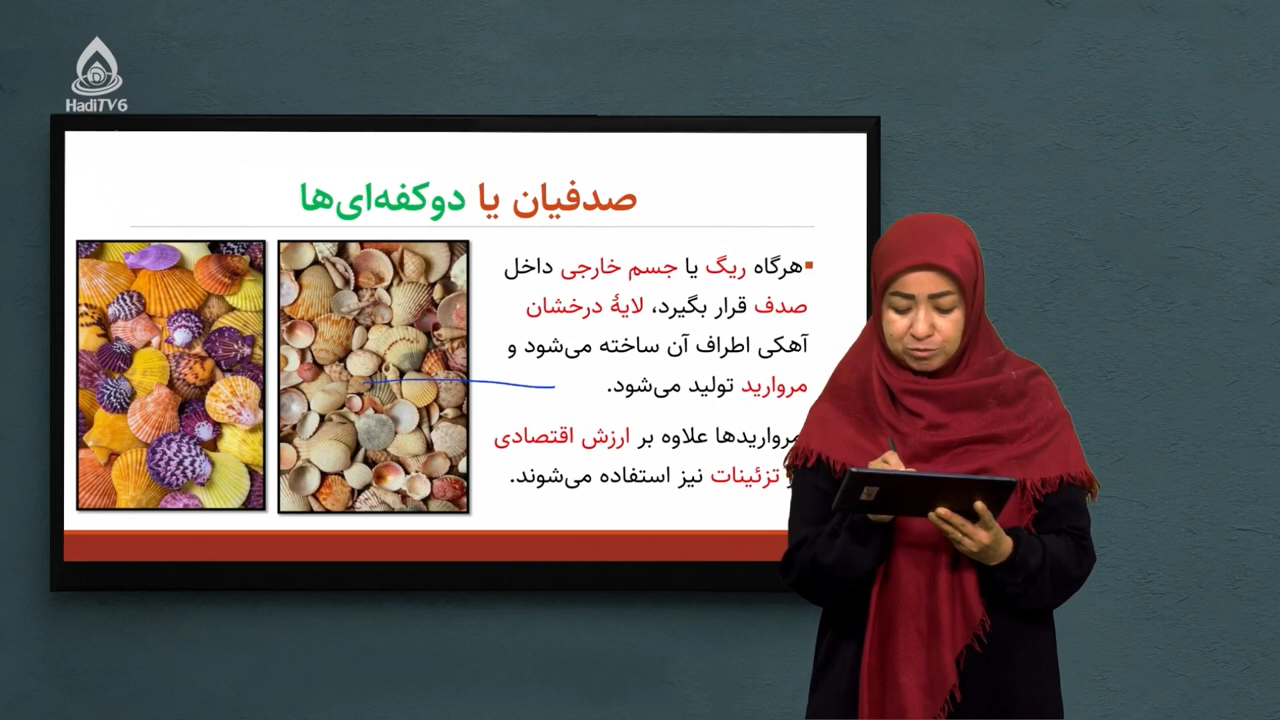 HadiTV6
صدفیان یا دوکفه‌ای‌ها
هرگاه ریگ یا جسم خارجی داخل
صدف قرار بگیرد، لایهٔ درخشان
آهکی اطراف آن ساخته می‌شود و
مروارید تولید می‌شود.
مرواریدها علاوه بر ارزش اقتصادی
تزئینات نیز استفاده می‌شوند.